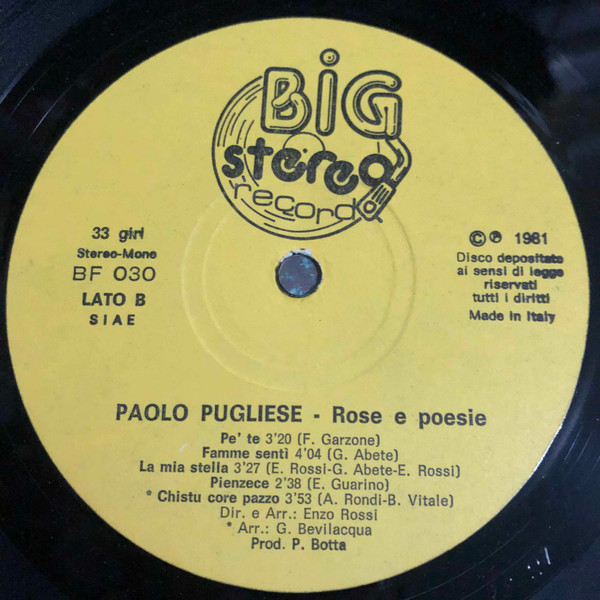 BiG
stereo
record
33 giri
Stereo-Mono
BF 030
LATO B
SIAE
© ℗ 1981
Disco depositato
ai sensi di legge
riservati
tutti i diritti
Made in Italy
PAOLO PUGLIESE - Rose e poesie
Pe' te 3'20 (F. Garzone)
Famme sentì 4'04 (G. Abete)
La mia stella 3'27 (E. Rossi-G. Abete-E. Rossi)
Pienzece 2'38 (E. Guarino)
* Chistu core pazzo 3'53 (A. Rondi-B. Vitale)
Dir. e Arr.: Enzo Rossi
* Arr.: G. Bevilacqua
Prod. P. Botta